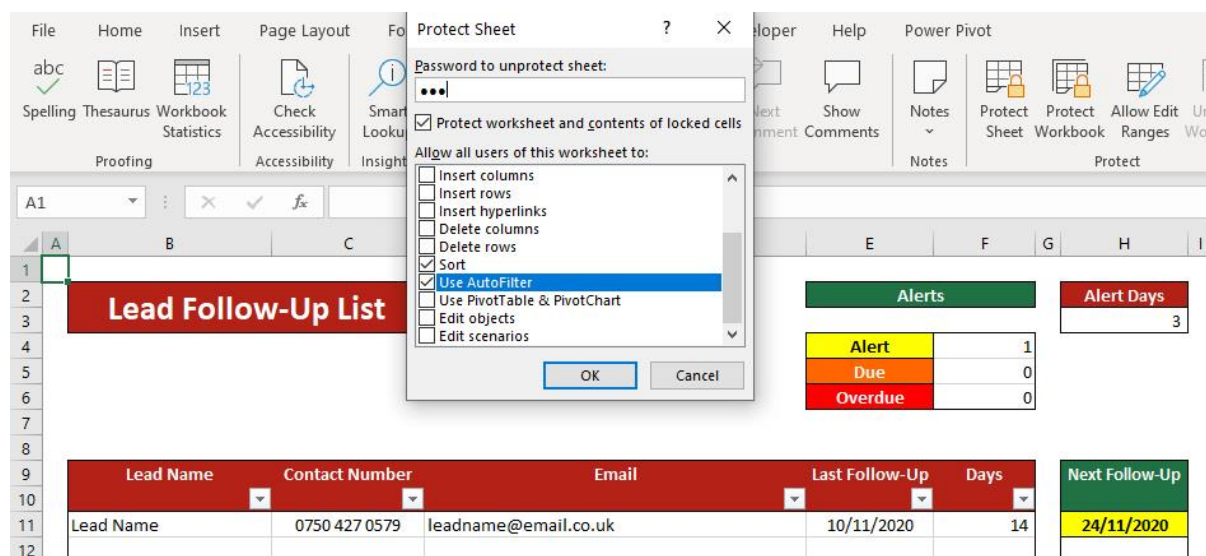 File Home Insert Page Layout Fo Protect Sheet ? eloper Help Power Pivot
abc
123
Spelling Thesaurus Workbook Statistics
Check Accessibility
Smart Looku
Show Comments
Notes
Protect Sheet
Protect Workbook
Allow Edit Ranges
Proofing Accessibility Insight Notes Protect
Password to unprotect sheet:
•••
Protect worksheet and contents of locked cells
Allow all users of this worksheet to:
Insert columns
Insert rows
Insert hyperlinks
Delete columns
Delete rows
Sort
Use AutoFilter
Use PivotTable & PivotChart
Edit objects
Edit scenarios
OK Cancel
A1 fx
A B C E F G H I
1
2
3
4
5
6
7
8
9
10
11
12
Lead Follow-Up List
Alerts
Alert 1
Due 0
Overdue 0
Alert Days
3
Lead Name Contact Number Email Last Follow-Up Days Next Follow-Up
Lead Name 0750 427 0579 leadname@email.co.uk 10/11/2020 14 24/11/2020